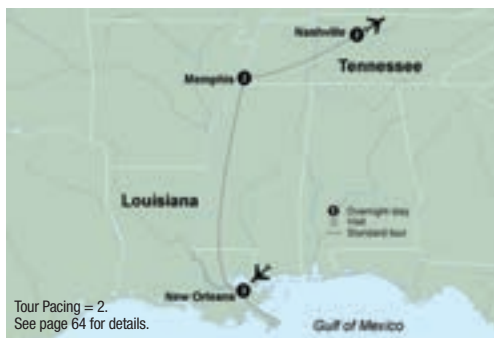 Nashville
Tennessee
Memphis
Louisiana
Overnight stay
Visit
Standard tour
New Orleans
Tour Pacing = 2.
See page 64 for details.
Gulf of Mexico